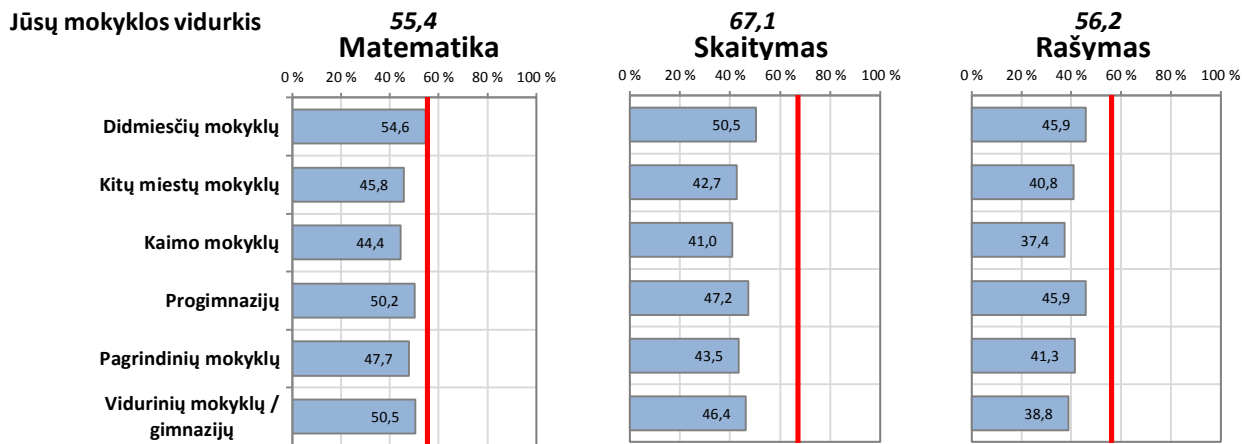 Jūsų mokyklos vidurkis 55,4 67,1 56,2
Matematika Skaitymas Rašymas
0 % 20 % 40 % 60 % 80 % 100 % 0 % 20 % 40 % 60 % 80 % 100 % 0 % 20 % 40 % 60 % 80 % 100 %
Didmiesčių mokyklų 54,6 50,5 45,9
Kitų miestų mokyklų 45,8 42,7 40,8
Kaimo mokyklų 44,4 41,0 37,4
Progimnazijų 50,2 47,2 45,9
Pagrindinių mokyklų 47,7 43,5 41,3
Vidurinių mokyklų /
gimnazijų 50,5 46,4 38,8